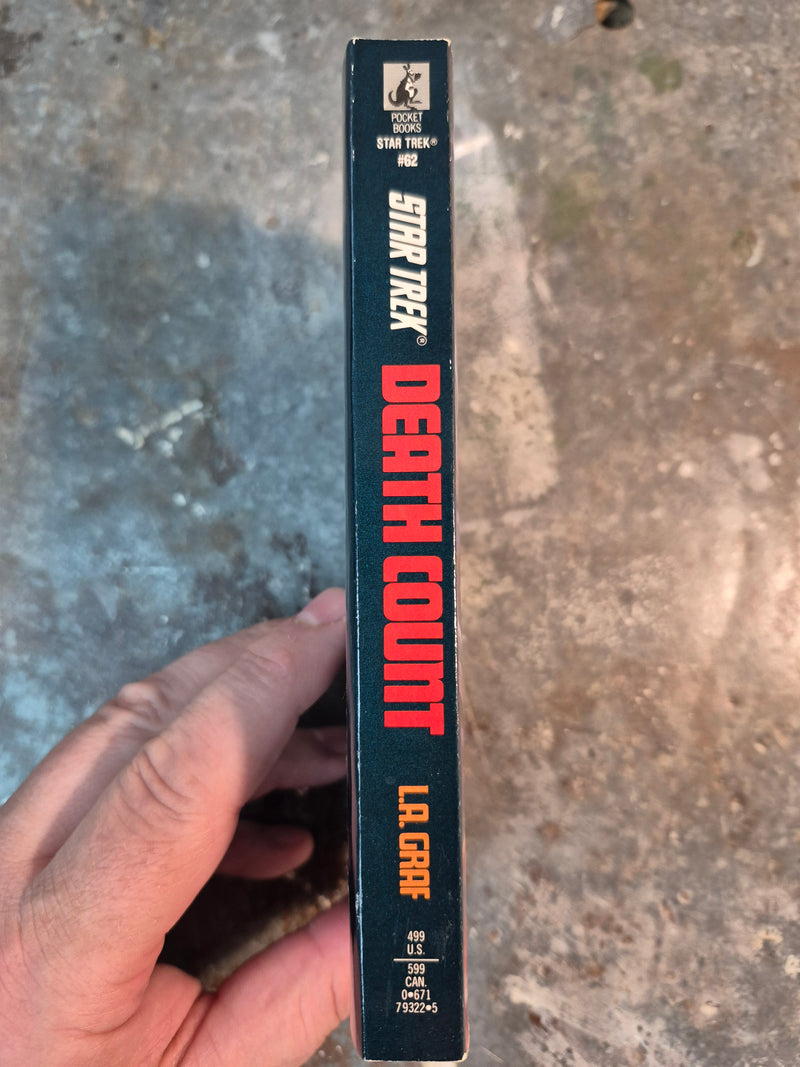 POCKET
BOOKS
STAR TREK®
#62
STAR TREK®
DEATH COUNT
L.A. GRAF
499
U.S.
599
CAN.
0•671
79322•5